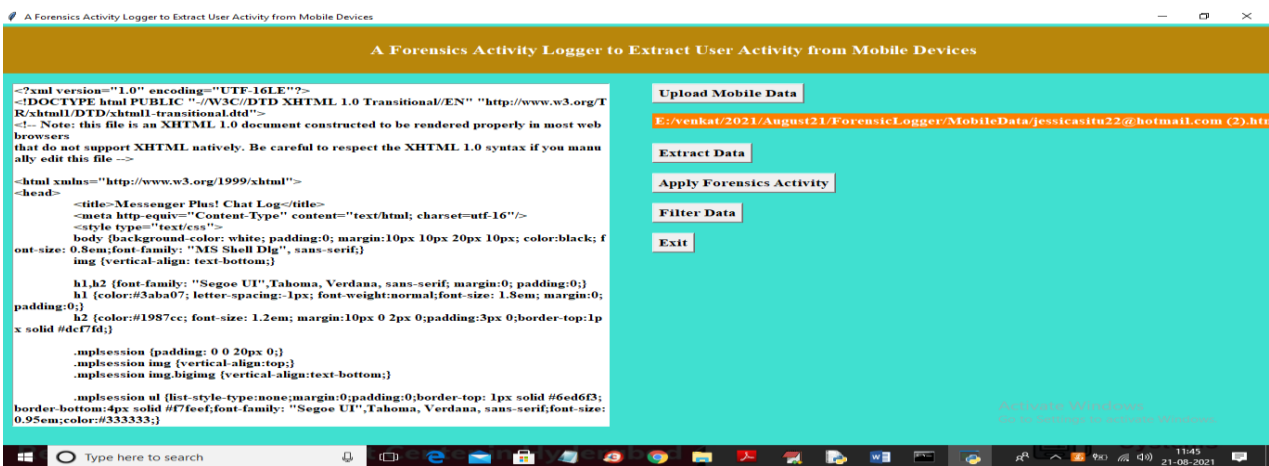 A Forensics Activity Logger to Extract User Activity from Mobile Devices
A Forensics Activity Logger to Extract User Activity from Mobile Devices
<?xml version="1.0" encoding="UTF-16LE"?>
<!DOCTYPE html PUBLIC "-//W3C//DTD XHTML 1.0 Transitional//EN" "http://www.w3.org/T
R/xhtml1/DTD/xhtml1-transitional.dtd">
<!-- Note: this file is an XHTML 1.0 document constructed to be rendered properly in most web
browsers
that do not support XHTML natively. Be careful to respect the XHTML 1.0 syntax if you manu
ally edit this file -->
<html xmlns="http://www.w3.org/1999/xhtml">
<head>
<title>Messenger Plus! Chat Log</title>
<meta http-equiv="Content-Type" content="text/html; charset=utf-16"/>
<style type="text/css">
body {background-color: white; padding:0; margin:10px 10px 20px 10px; color:black; f
ont-size: 0.8em;font-family: "MS Shell Dlg", sans-serif;}
img {vertical-align: text-bottom;}
h1,h2 {font-family: "Segoe UI",Tahoma, Verdana, sans-serif; margin:0; padding:0;}
h1 {color:#3aba07; letter-spacing:-1px; font-weight:normal;font-size: 1.8em; margin:0;
padding:0;}
h2 {color:#1987cc; font-size: 1.2em; margin:10px 0 2px 0;padding:3px 0;border-top:1p
x solid #dcf7fd;}
.mplsession {padding: 0 0 20px 0;}
.mplsession img {vertical-align:top;}
.mplsession img.bigimg {vertical-align:text-bottom;}
.mplsession ul {list-style-type:none;margin:0;padding:0;border-top: 1px solid #6ed6f3;
border-bottom:4px solid #f7feef;font-family: "Segoe UI",Tahoma, Verdana, sans-serif;font-size:
0.95em;color:#333333;}
Upload Mobile Data
E:/venkat/2021/August21/ForensicLogger/MobileData/jessicasitu22@hotmail.com (2).htm
Extract Data
Apply Forensics Activity
Filter Data
Exit
Activate Windows
Go to Settings to activate Windows.
Type here to search
11:45
21-08-2021